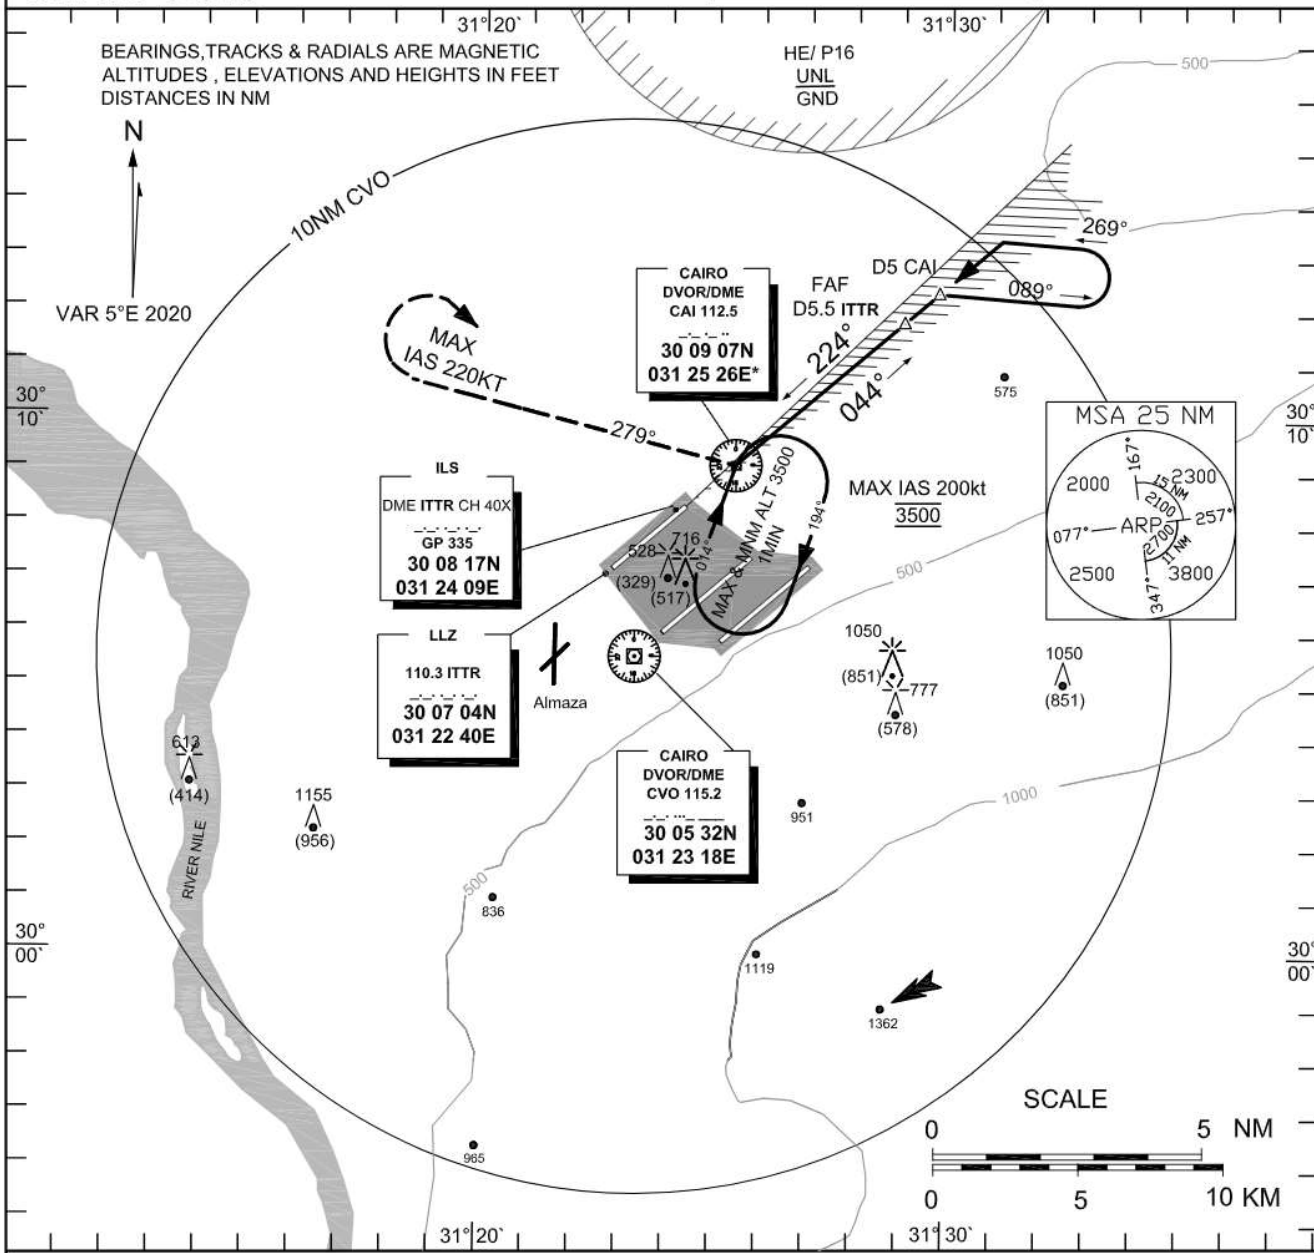 31°20`
31°30`
BEARINGS,TRACKS & RADIALS ARE MAGNETIC
ALTITUDES , ELEVATIONS AND HEIGHTS IN FEET
DISTANCES IN NM
HE/ P16
UNL
GND
500
N
VAR 5°E 2020
10NM CVO
269°
089°
D5 CAI
FAF
D5.5 ITTR
224°
044°
CAIRO
DVOR/DME
CAI 112.5
_._. ._ ..
30 09 07N
031 25 26E*
MAX
IAS 220KT
279°
575
30°
10`
30°
10`
MSA 25 NM
2000
167°
2300
15 NM
2100
077°
ARP
257°
2700
11 NM
2500
347°
3800
ILS
DME ITTR CH 40X
GP 335
30 08 17N
031 24 09E
MAX IAS 200kt
3500
MAX & MNM ALT 3500
1MIN
194°
014°
528
716
(329)
(517)
500
LLZ
110.3 ITTR
30 07 04N
031 22 40E
Almaza
1050
(851)
777
(578)
1050
(851)
CAIRO
DVOR/DME
CVO 115.2
_._. ..._ ___
30 05 32N
031 23 18E
613
(414)
1155
(956)
RIVER NILE
951
1000
500
836
30°
00`
30°
00`
1119
1362
965
SCALE
0 5 NM
0 5 10 KM
31°20`
31°30`